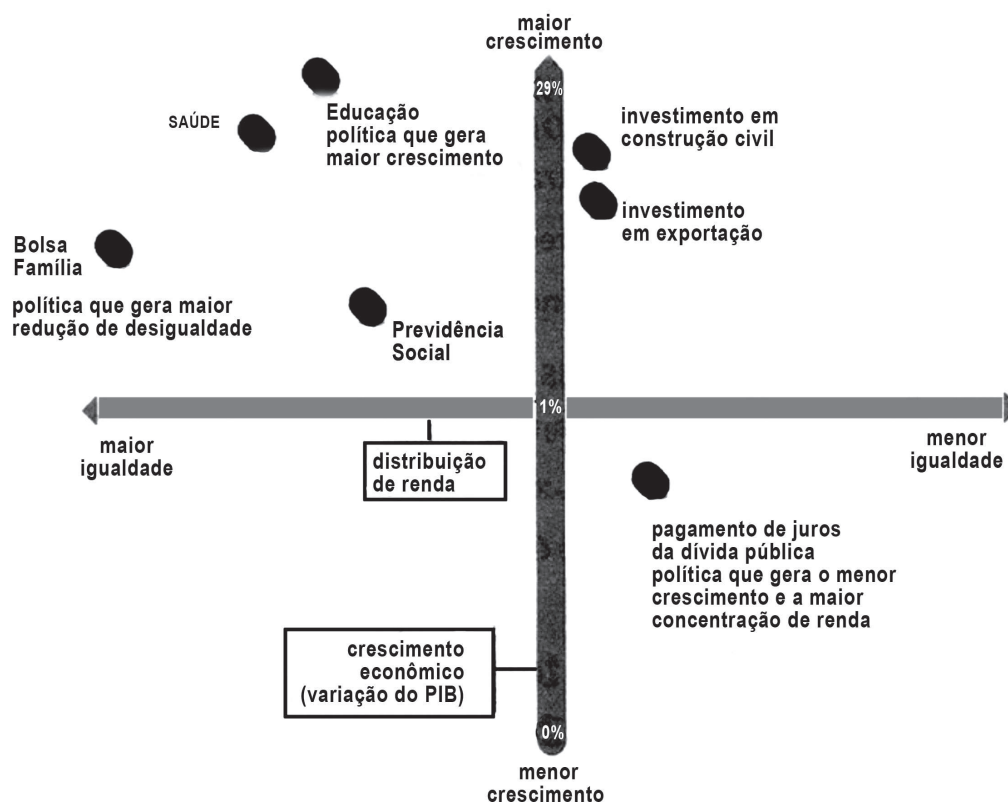 maior
crescimento
29%
Educação
política que gera
maior crescimento
SAÚDE
investimento em
construção civil
investimento
em exportação
Bolsa
Família
política que gera maior
redução de desigualdade
Previdência
Social
1%
maior
igualdade
menor
igualdade
distribuição
de renda
pagamento de juros
da dívida pública
política que gera o menor
crescimento e a maior
concentração de renda
crescimento
econômico
(variação do PIB)
0%
menor
crescimento